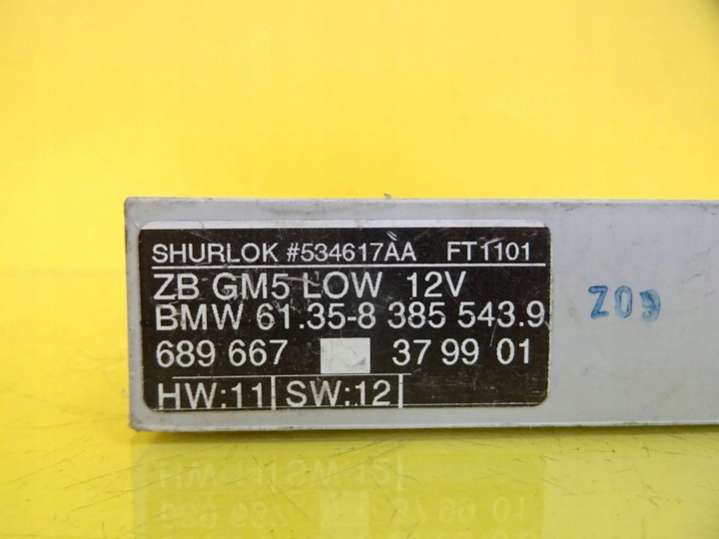 SHURLOK #534617AA FT1101
ZB GM5 LOW 12V
BMW 61.35-8 385 543.9
689 667 37 99 01
HW:11 SW:12
Z09